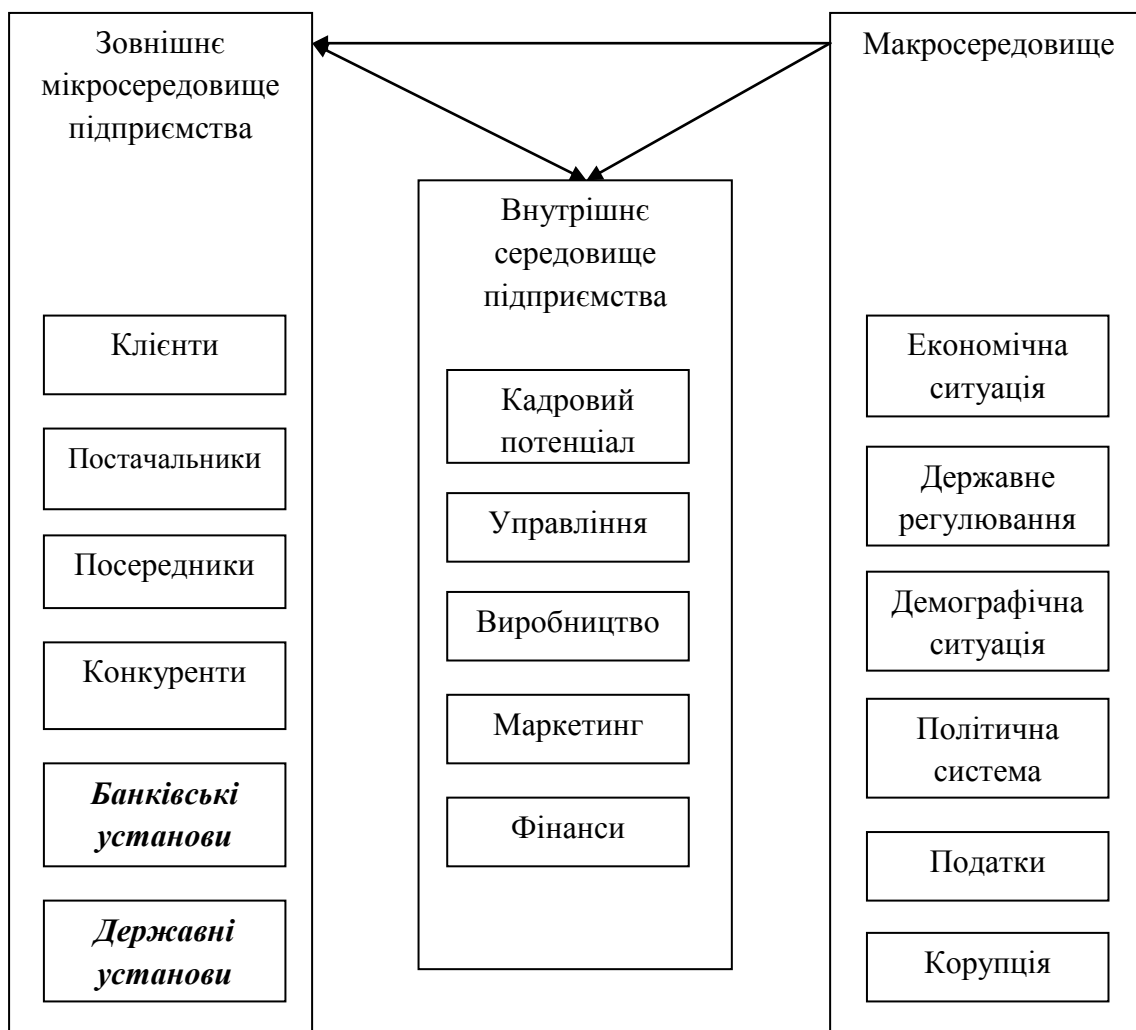 Зовнішнє
мікросередовище
підприємства
Клієнти
Постачальники
Посередники
Конкуренти
Банківські
установи
Державні
установи
Внутрішнє
середовище
підприємства
Кадровий
потенціал
Управління
Виробництво
Маркетинг
Фінанси
Макросередовище
Економічна
ситуація
Державне
регулювання
Демографічна
ситуація
Політична
система
Податки
Корупція